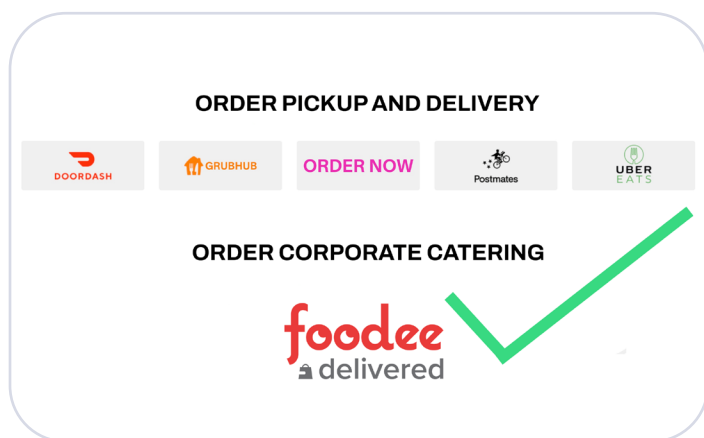 ORDER PICKUP AND DELIVERY
DOORDASH
GRUBHUB
ORDER NOW
Postmates
UBER
EATS
ORDER CORPORATE CATERING
foodee
delivered